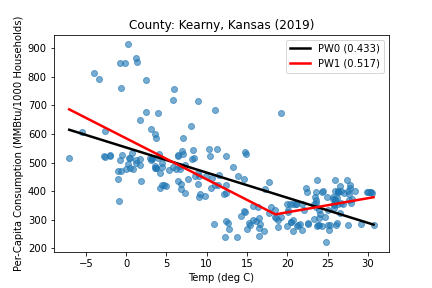 County: Kearny, Kansas (2019)
PW0 (0.433)
PW1 (0.517)
Per-Capita Consumption (MMBtu/1000 Households)
900
800
700
600
500
400
300
200
−5 0 5 10 15 20 25 30
Temp (deg C)